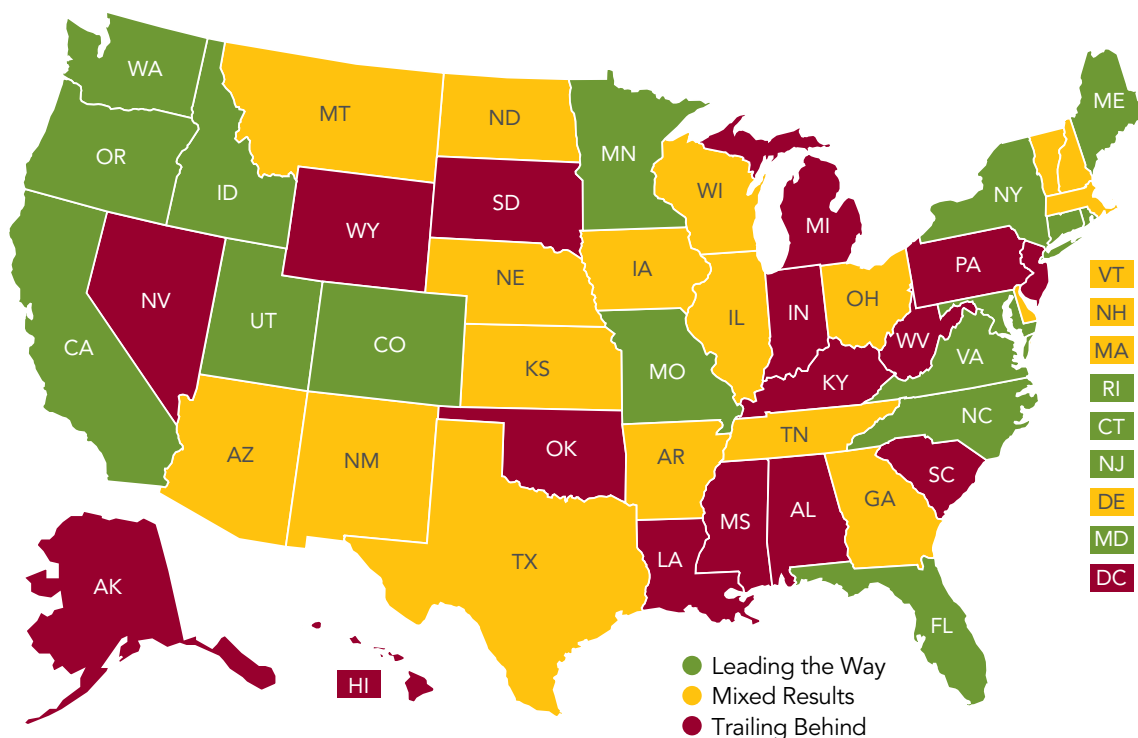 WA
MT
ND
ME
OR
MN
ID
WI
NY
SD
WY
MI
IA
PA
NE
VT
NV
OH
IN
NH
UT
IL
CO
WV
CA
MA
VA
KS
MO
KY
RI
NC
CT
TN
OK
AZ
NM
AR
NJ
SC
GA
DE
MS
AL
MD
TX
LA
DC
AK
FL
HI
Leading the Way
Mixed Results
Trailing Behind